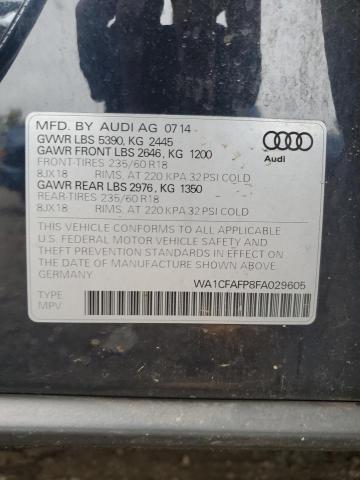 MFD. BY AUDI AG 07 14
GVWR LBS 5390, KG 2445
GAWR FRONT LBS 2646, KG 1200
FRONT-TIRES 235/60 R18
8JX18 RIMS, AT 220 KPA 32 PSI COLD
GAWR REAR LBS 2976, KG 1350
REAR-TIRES 235/60 R18
8JX18 RIMS, AT 220 KPA 32 PSI COLD
Audi
THIS VEHICLE CONFORMS TO ALL APPLICABLE
U.S. FEDERAL MOTOR VEHICLE SAFETY AND
THEFT PREVENTION STANDARDS IN EFFECT ON
THE DATE OF MANUFACTURE SHOWN ABOVE
GERMANY
TYPE
MPV
WA1CFAFP8FA029605